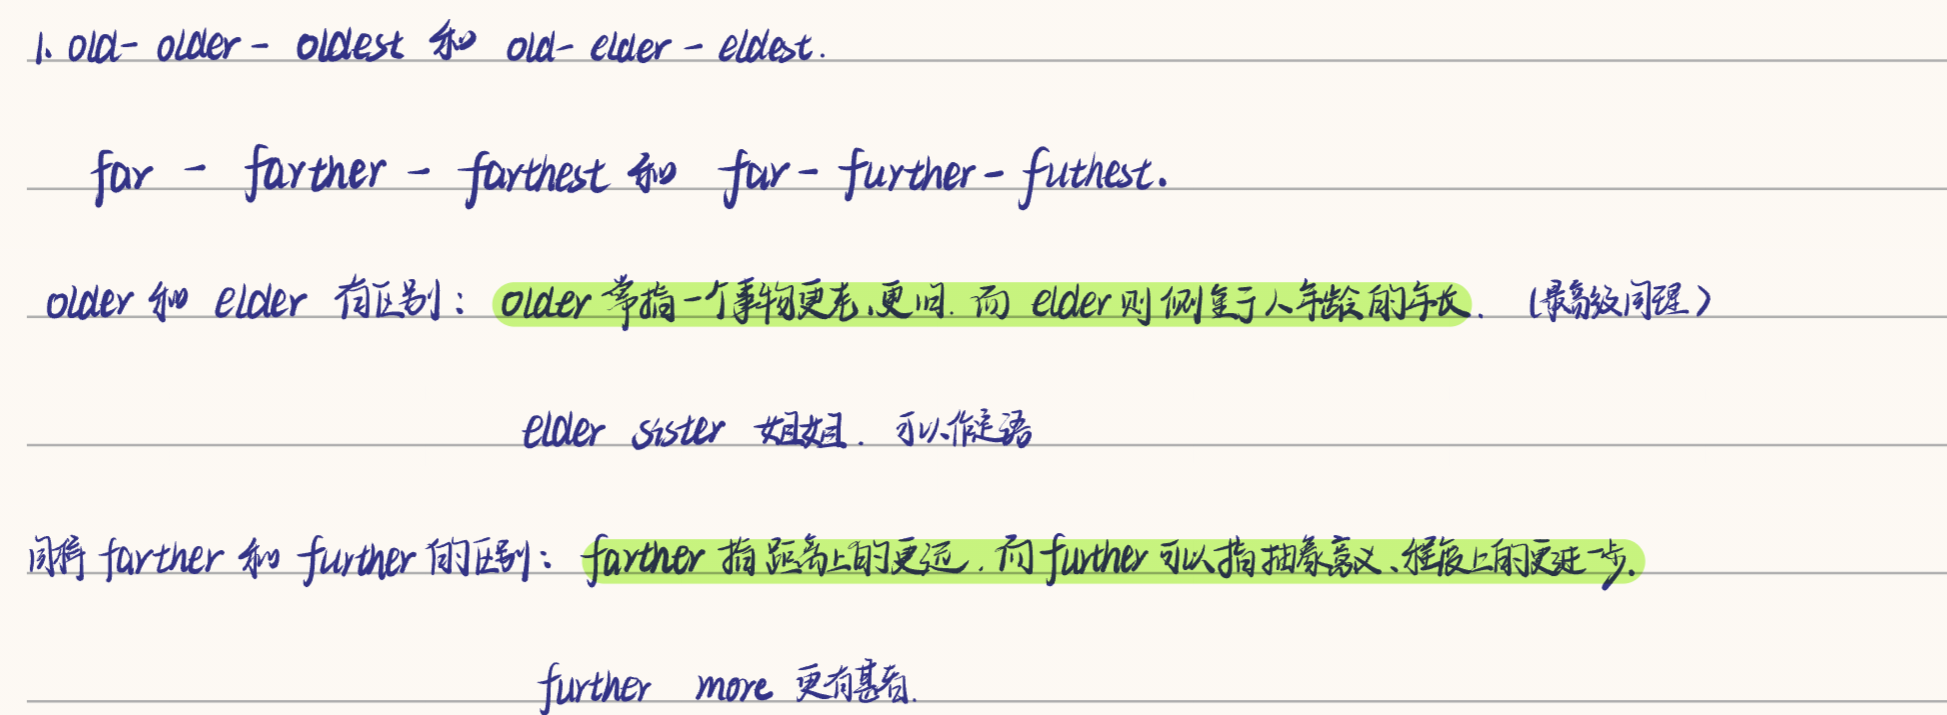 1. old - older - oldest 和 old - elder - eldest.
far - farther - farthest 和 far - further - futhest.
older 和 elder 有区别: older 常指一个事物更老、更旧. 而 elder 则侧重于人年龄的年长. (最高级同理)
elder sister 姐姐. 可以作定语
同样 farther 和 further 的区别: farther 指距离上的更远. 而 further 可以指抽象意义、程度上的更进一步.
further more 更有甚者.